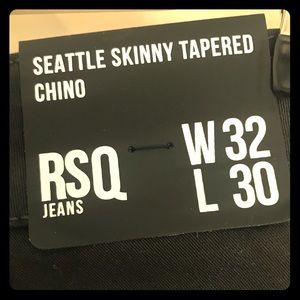 SEATTLE SKINNY TAPERED
CHINO
RSQ
JEANS
W 32
L 30